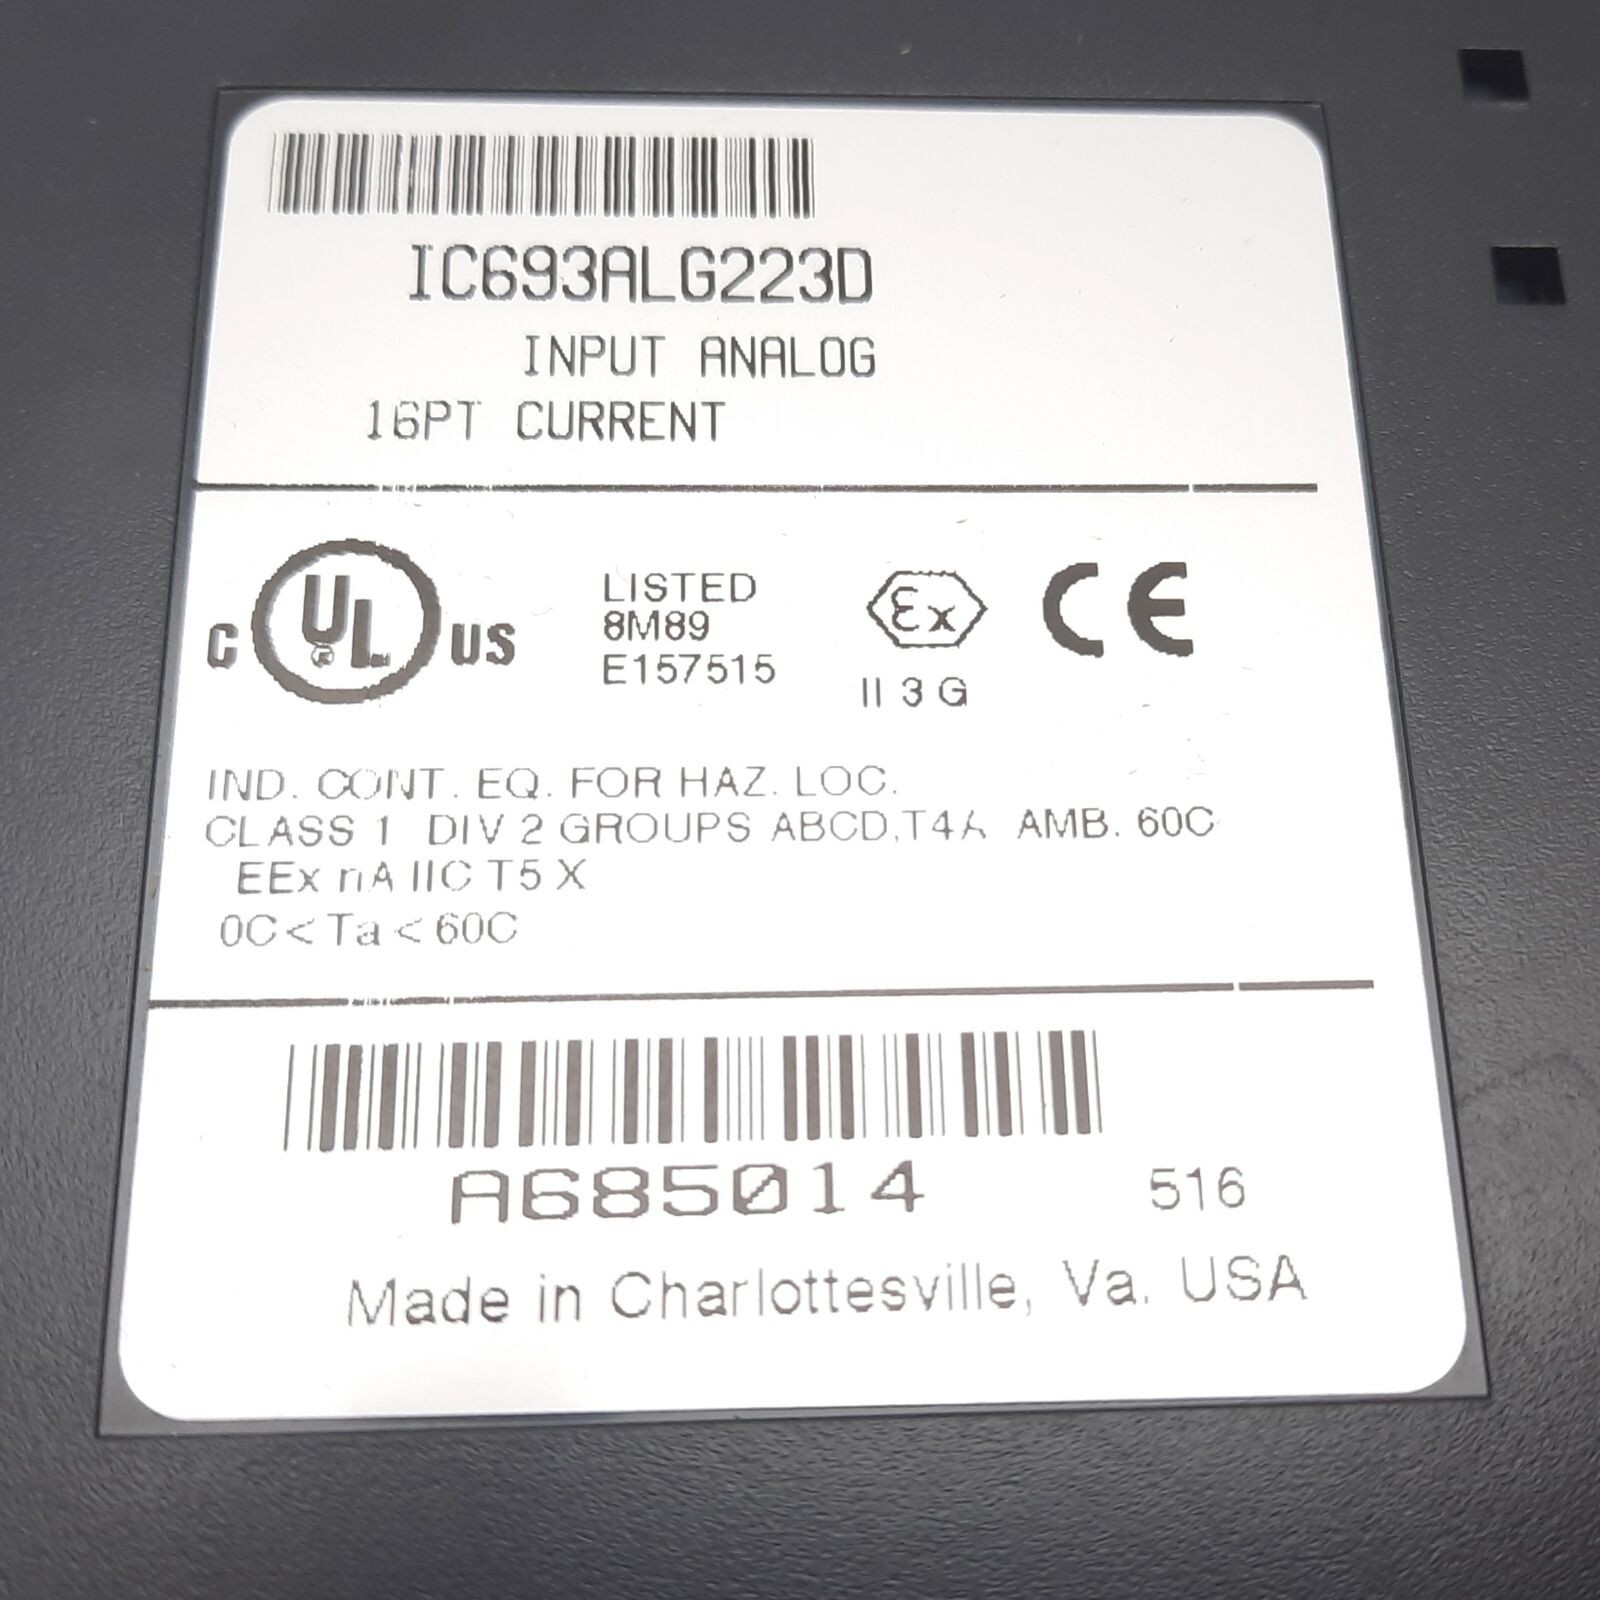 IC693ALG223D
INPUT ANALOG
16PT CURRENT
C UL ® US
LISTED
8M89
E157515
Ex
II 3 G
CE
IND. CONT. EQ. FOR HAZ. LOC.
CLASS 1 DIV 2 GROUPS ABCD,T4A AMB. 60C
EEx nA IIC T5 X
0C < Ta < 60C
A685014 516
Made in Charlottesville, Va. USA